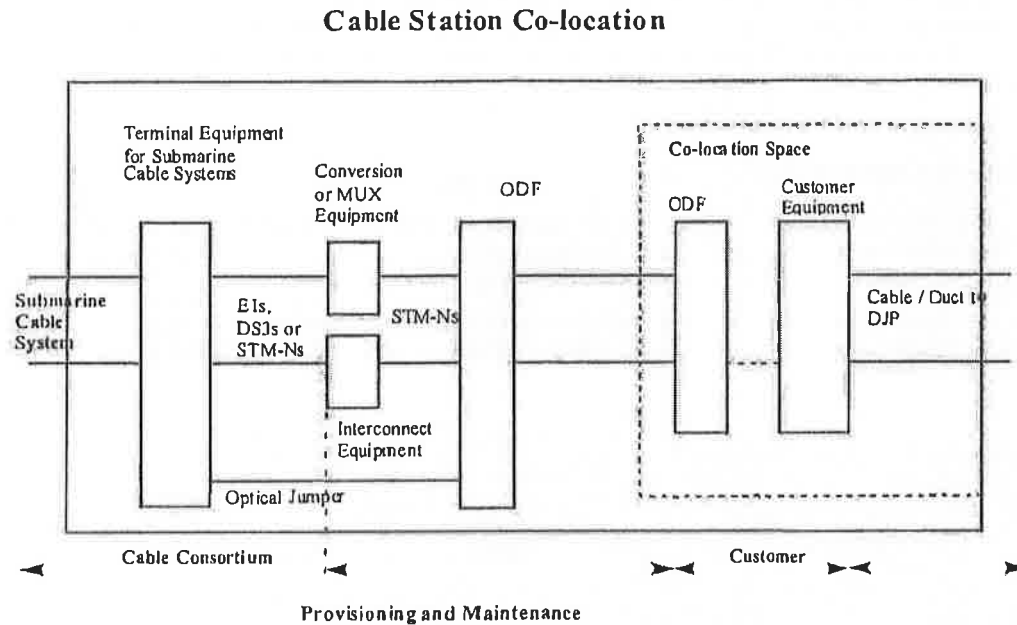 Cable Station Co-location
Terminal Equipment
for Submarine
Cable Systems
Conversion
or MUX
Equipment
ODF
Co-location Space
ODF
Customer
Equipment
Submarine
Cable
System
E1s,
DS3s or
STM-Ns
STM-Ns
Cable / Duct to
DJP
Interconnect
Equipment
Optical Jumper
Cable Consortium
Customer
Provisioning and Maintenance